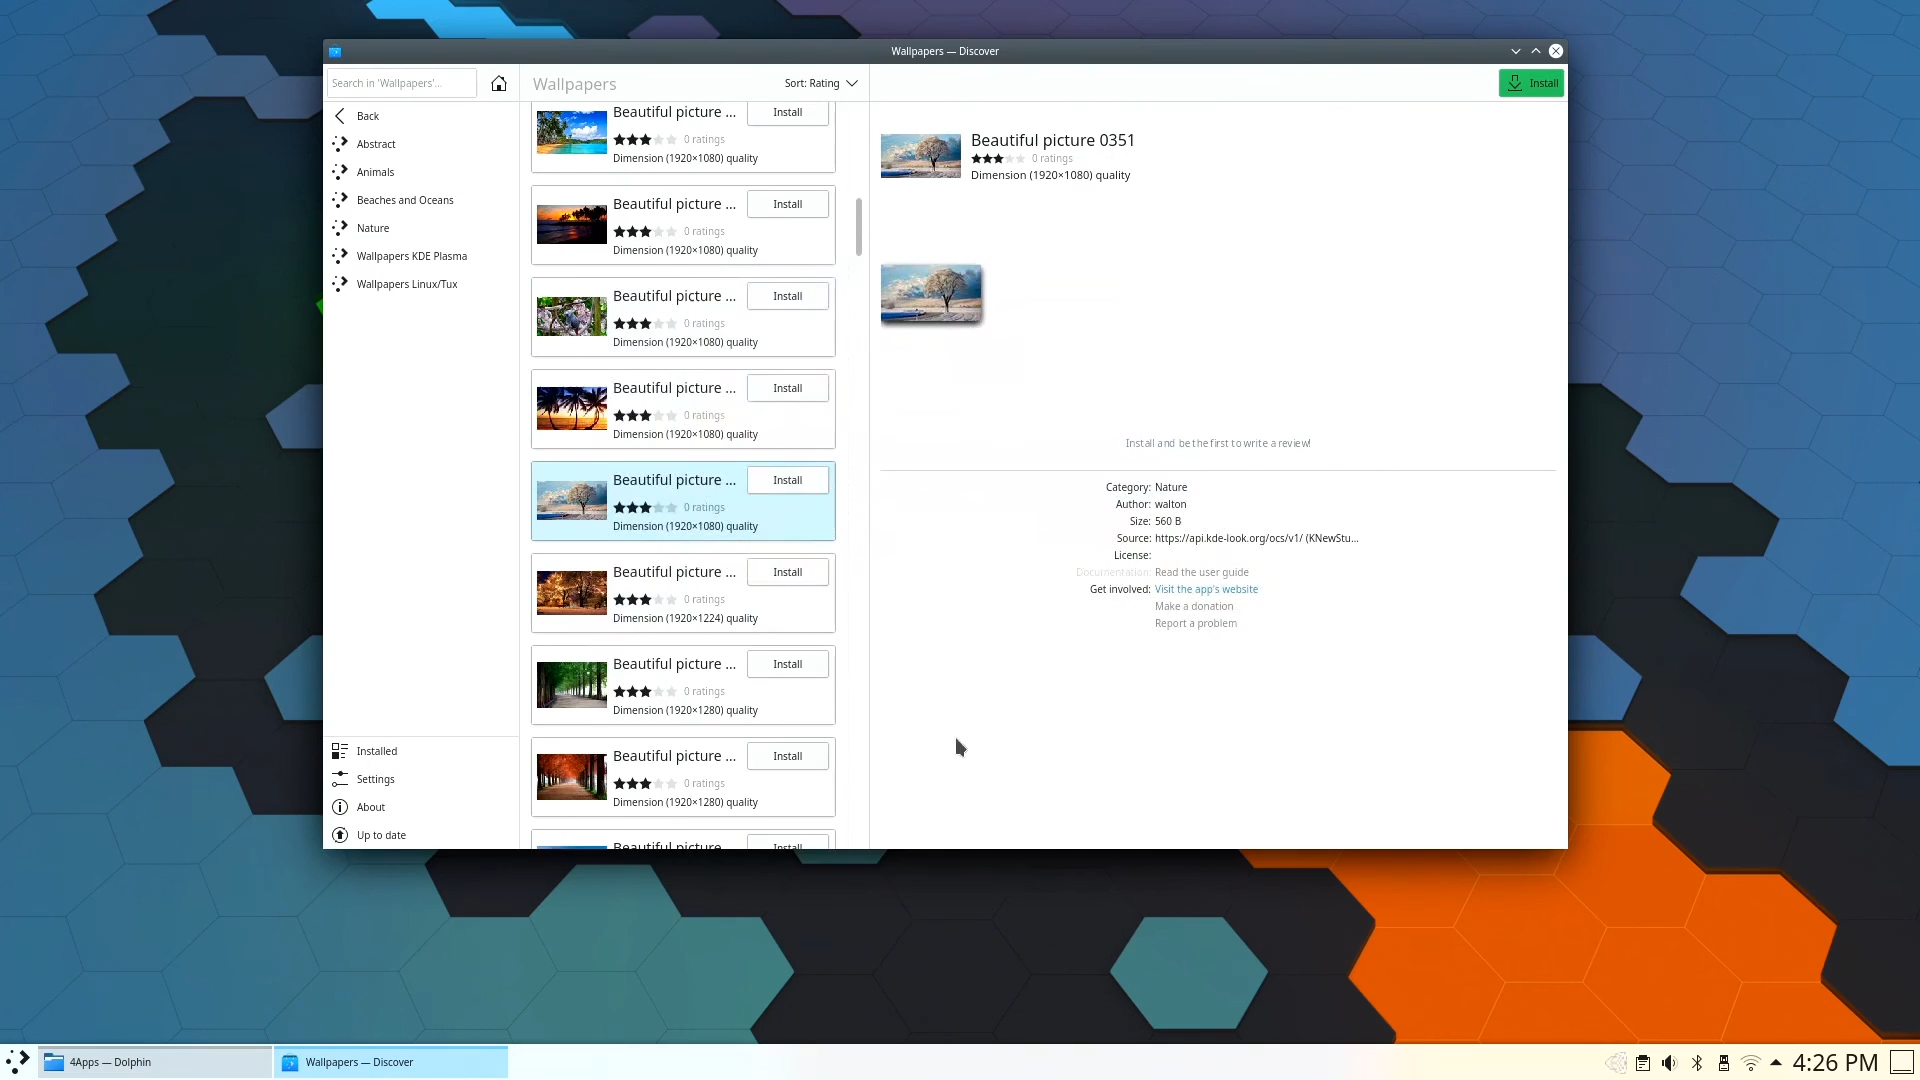 Wallpapers — Discover
Search in 'Wallpapers'...
Wallpapers
Sort: Rating
Install
Back
Abstract
Animals
Beaches and Oceans
Nature
Wallpapers KDE Plasma
Wallpapers Linux/Tux
Installed
Settings
About
Up to date
Beautiful picture ...
Install
0 ratings
Dimension (1920×1080) quality
Beautiful picture ...
Install
0 ratings
Dimension (1920×1080) quality
Beautiful picture ...
Install
0 ratings
Dimension (1920×1080) quality
Beautiful picture ...
Install
0 ratings
Dimension (1920×1080) quality
Beautiful picture ...
Install
0 ratings
Dimension (1920×1080) quality
Beautiful picture ...
Install
0 ratings
Dimension (1920×1224) quality
Beautiful picture ...
Install
0 ratings
Dimension (1920×1280) quality
Beautiful picture ...
Install
0 ratings
Dimension (1920×1280) quality
Beautiful picture
Install
Beautiful picture 0351
0 ratings
Dimension (1920×1080) quality
Install and be the first to write a review!
Category: Nature
Author: walton
Size: 560 B
Source: https://api.kde-look.org/ocs/v1/ (KNewStu...
License:
Documentation: Read the user guide
Get involved: Visit the app's website
Make a donation
Report a problem
4Apps — Dolphin
Wallpapers — Discover
4:26 PM